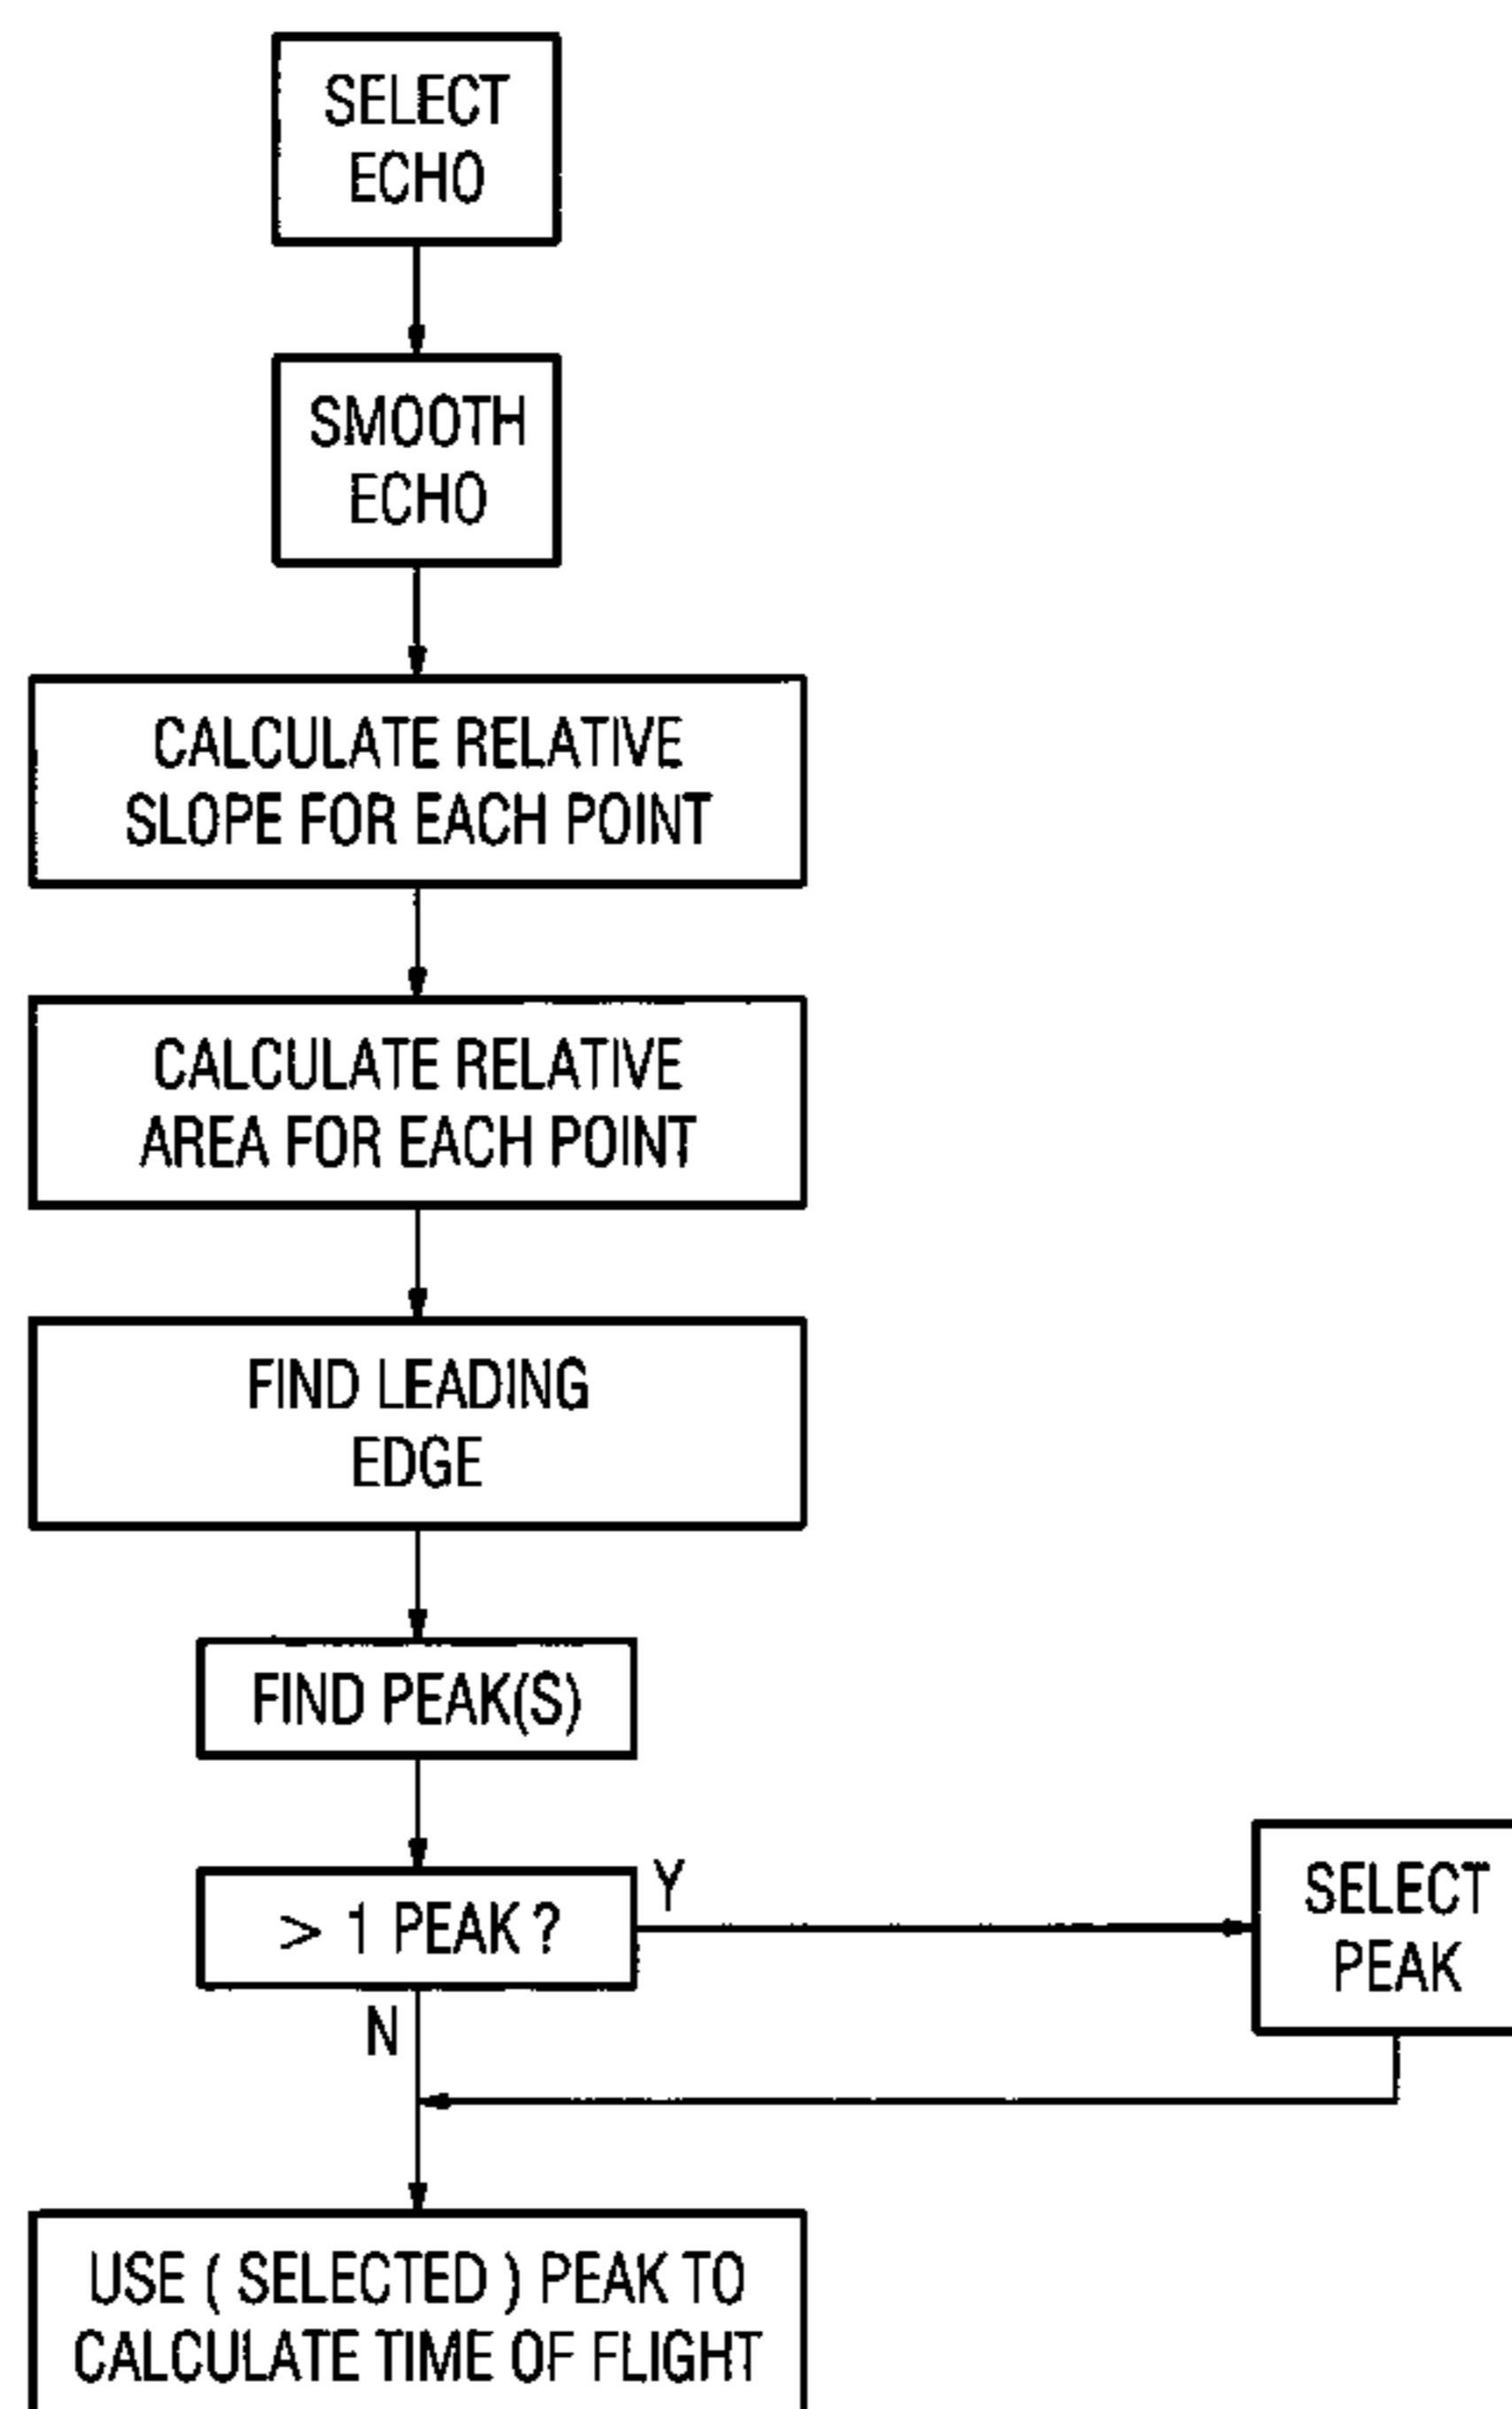 SELECT
ECHO
SMOOTH
ECHO
CALCULATE RELATIVE
SLOPE FOR EACH POINT
CALCULATE RELATIVE
AREA FOR EACH POINT
FIND LEADING
EDGE
FIND PEAK(S)
> 1 PEAK ?
Y
SELECT
PEAK
N
USE ( SELECTED ) PEAK TO
CALCULATE TIME OF FLIGHT